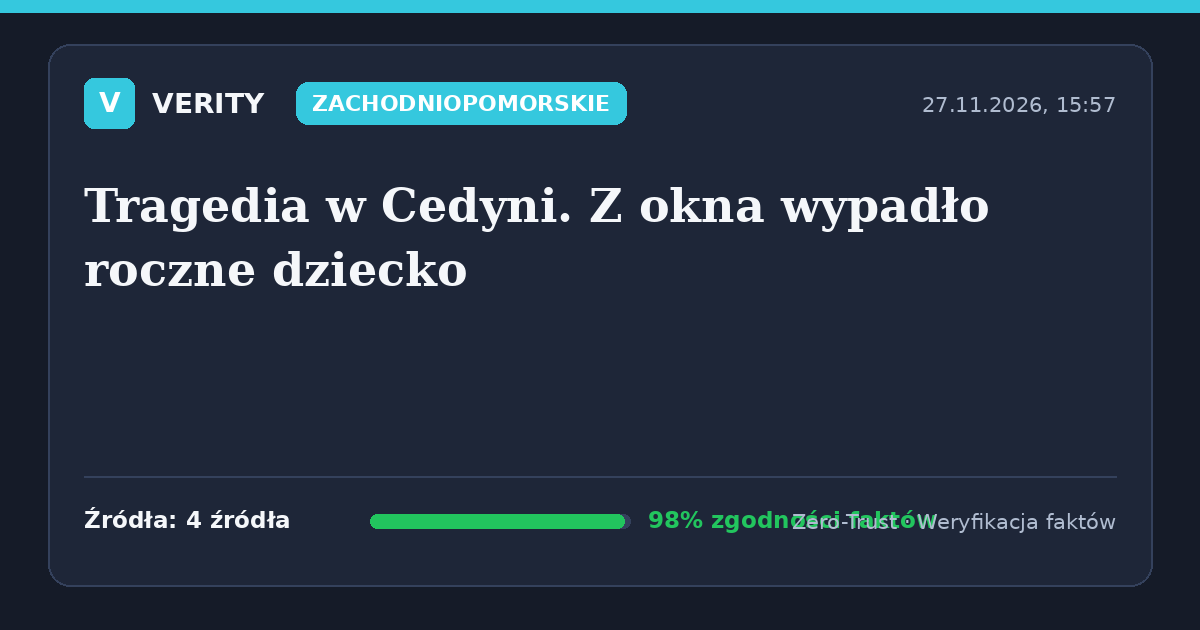 V VERITY ZACHODNIOPOMORSKIE 27.11.2026, 15:57
Tragedia w Cedyni. Z okna wypadło
roczne dziecko
Źródła: 4 źródła 98% zgodności faktów Zero-Trust · Weryfikacja faktów